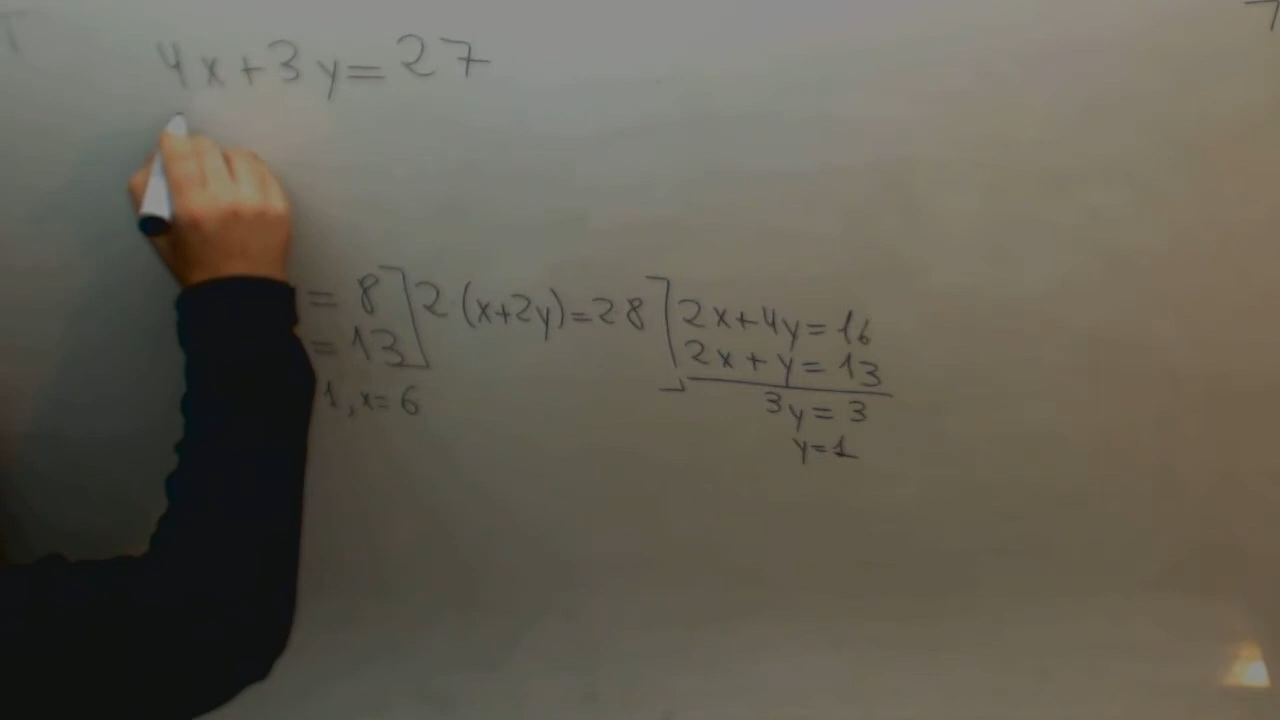 4x+3y=27
= 8
= 13
1, x=6
2(x+2y)=28
2x+4y=16
2x+y=13
3y=3
y=1